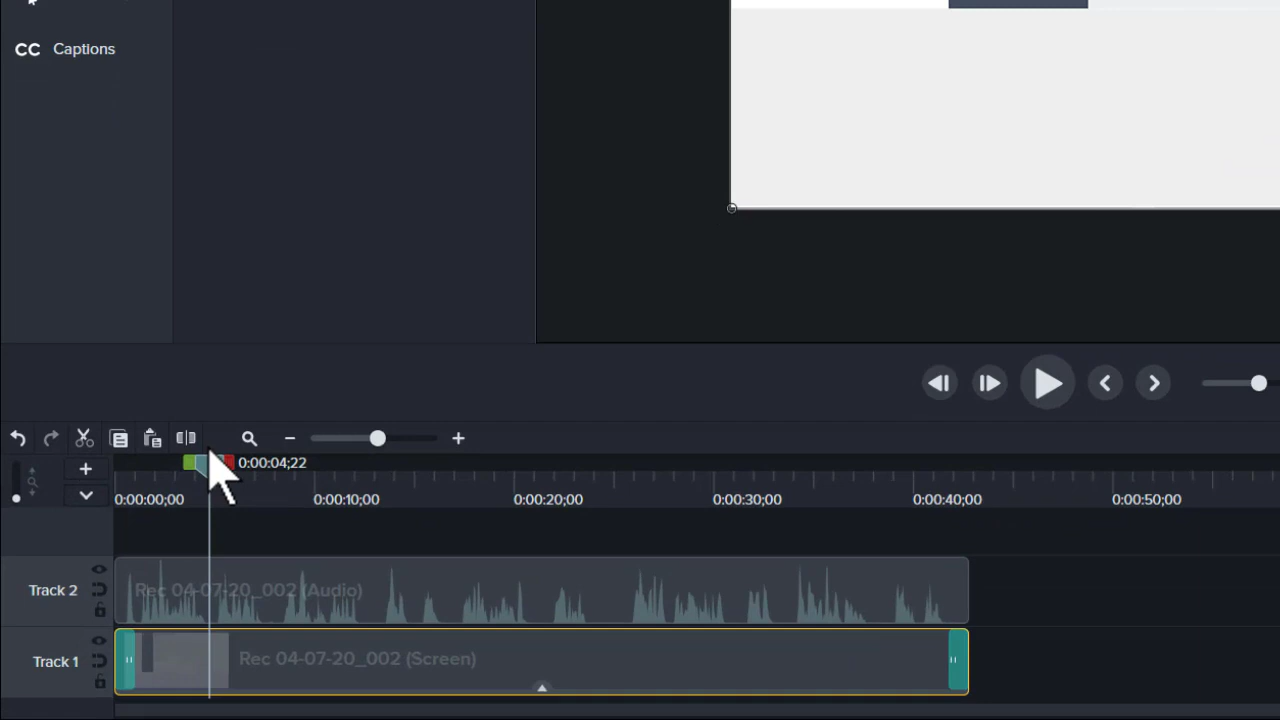 CC Captions
0:00:04;22
0:00:00;00 0:00:10;00 0:00:20;00 0:00:30;00 0:00:40;00 0:00:50;00
Track 2 Rec 04-07-20_002 (Audio)
Track 1 Rec 04-07-20_002 (Screen)